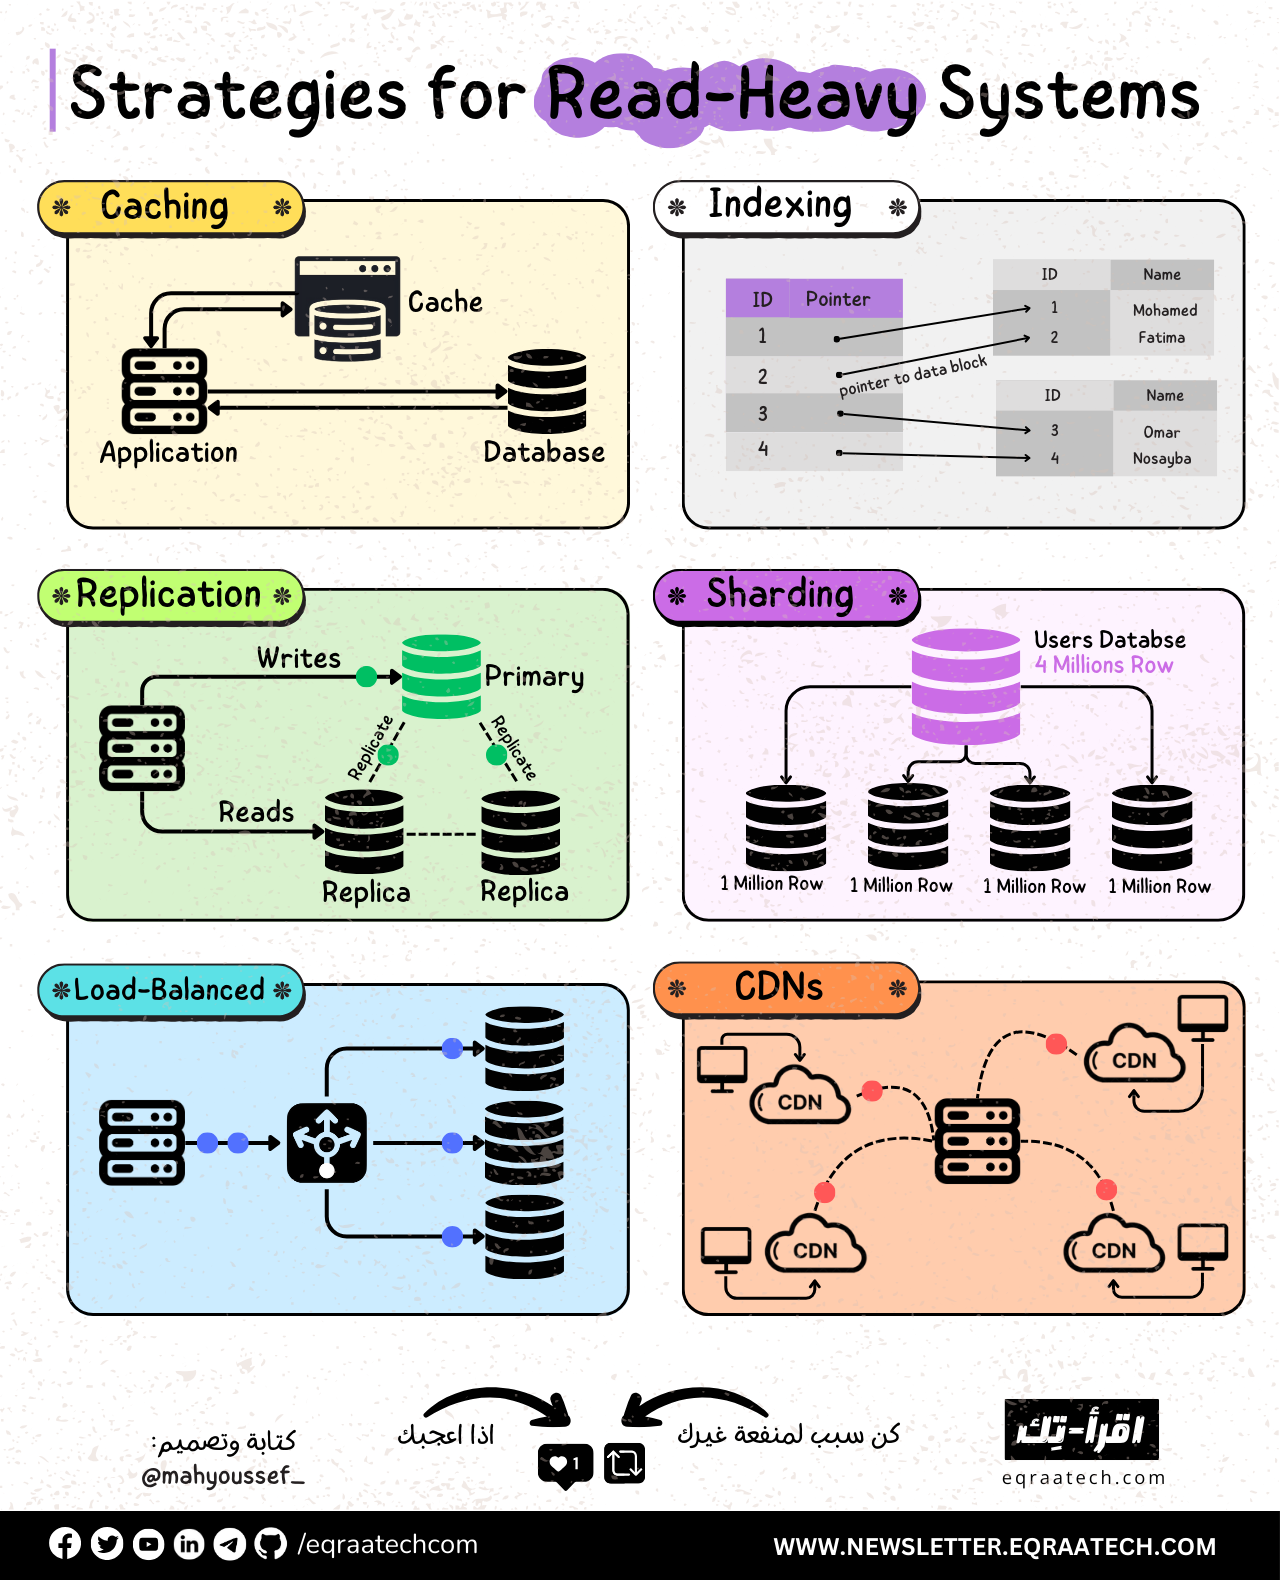 Strategies for Read-Heavy Systems
Caching
Cache
Application
Database
Indexing
ID Pointer
1
2
3
4
pointer to data block
ID Name
1 Mohamed
2 Fatima
ID Name
3 Omar
4 Nosayba
Replication
Writes
Primary
Replicate
Replicate
Reads
Replica
Replica
Sharding
Users Databse
4 Millions Row
1 Million Row
1 Million Row
1 Million Row
1 Million Row
Load-Balanced
CDNs
CDN
CDN
CDN
CDN
كتابة وتصميم:
@mahyoussef_
اذا اعجبك
1
كن سبب لمنفعة غيرك
اقرأ-تِك
eqraatech.com
/eqraatechcom
WWW.NEWSLETTER.EQRAATECH.COM